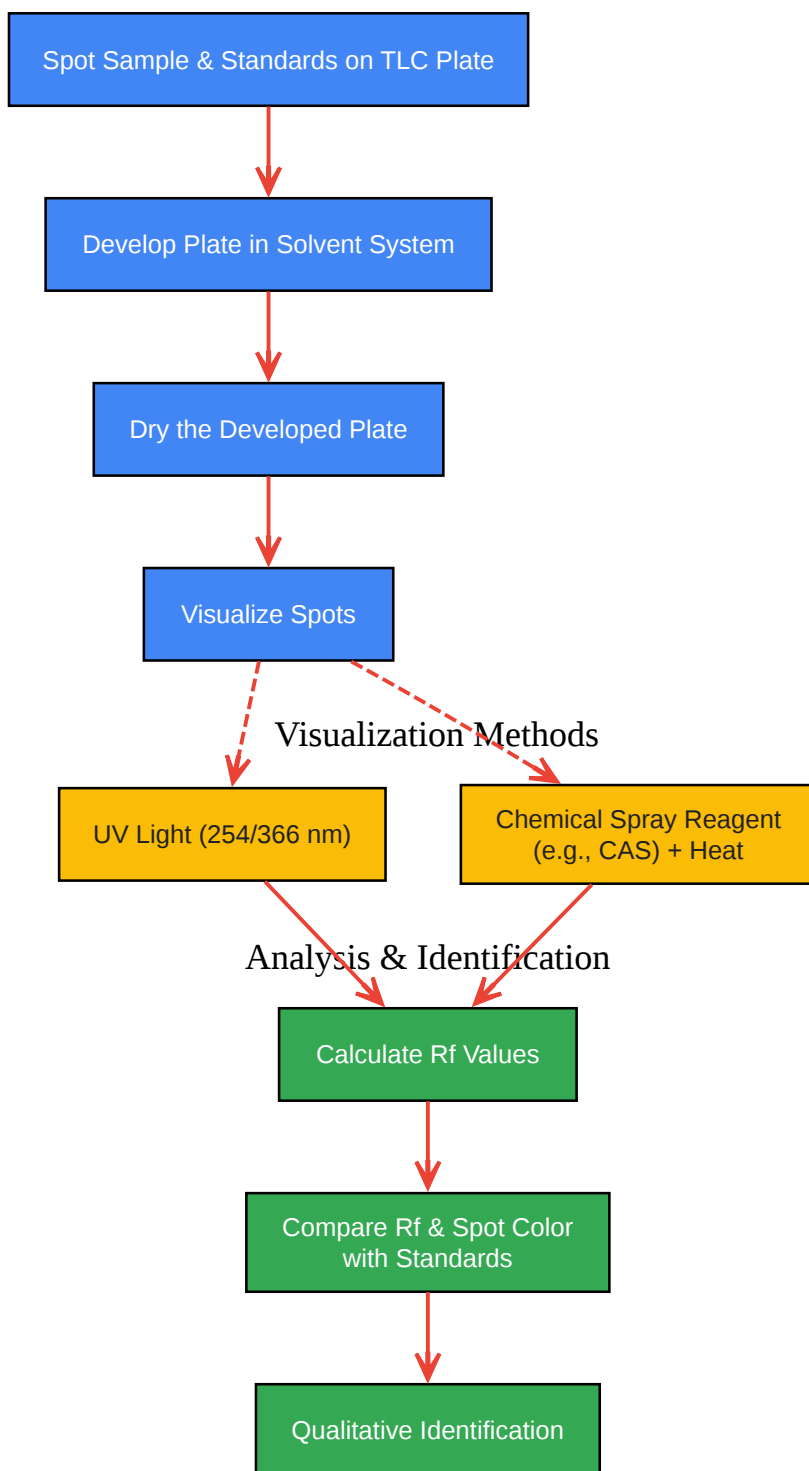 Spot Sample & Standards on TLC Plate
Develop Plate in Solvent System
Dry the Developed Plate
Visualize Spots
Visualization Methods
UV Light (254/366 nm)
Chemical Spray Reagent
(e.g., CAS) + Heat
Analysis & Identification
Calculate Rf Values
Compare Rf & Spot Color
with Standards
Qualitative Identification